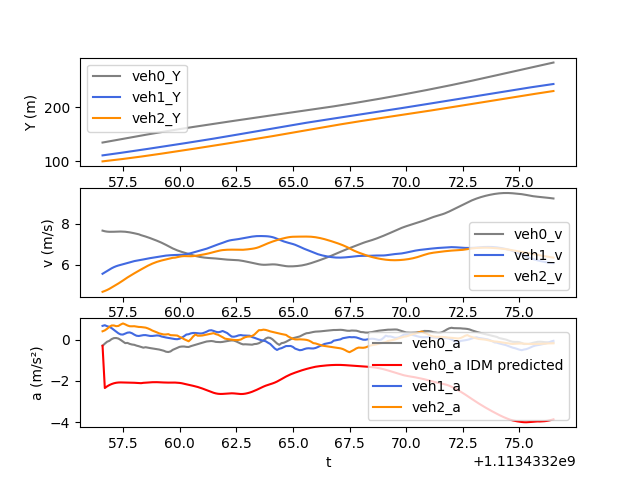 Y (m)
200
100
veh0_Y
veh1_Y
veh2_Y
57.5 60.0 62.5 65.0 67.5 70.0 72.5 75.0
v (m/s)
8
6
veh0_v
veh1_v
veh2_v
57.5 60.0 62.5 65.0 67.5 70.0 72.5 75.0
a (m/s²)
0
−2
−4
veh0_a
veh0_a IDM predicted
veh1_a
veh2_a
57.5 60.0 62.5 65.0 67.5 70.0 72.5 75.0
t
+1.1134332e9